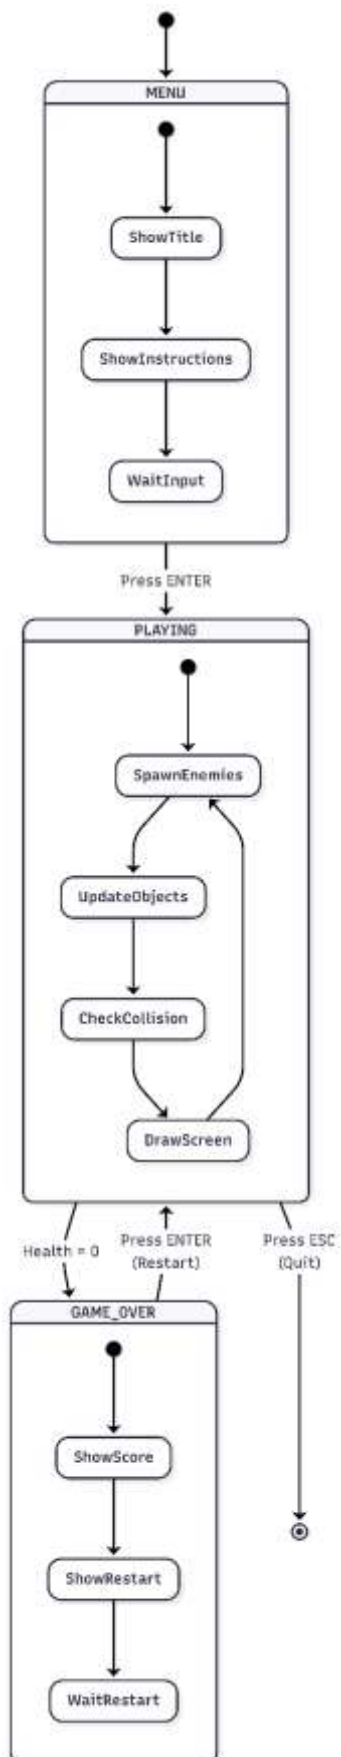 MENU
ShowTitle
ShowInstructions
WaitInput
Press ENTER
PLAYING
SpawnEnemies
UpdateObjects
CheckCollision
DrawScreen
Health = 0
Press ENTER
(Restart)
Press ESC
(Quit)
GAME_OVER
ShowScore
ShowRestart
WaitRestart